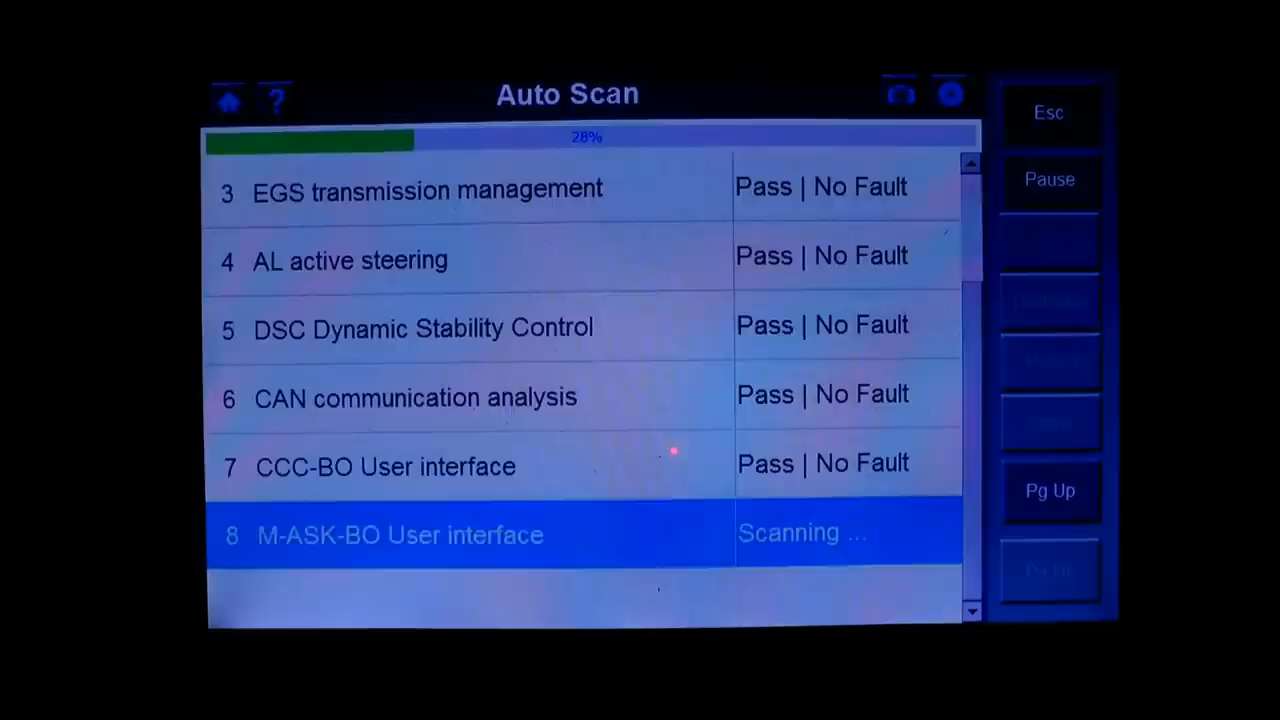 Auto Scan
28%
3 EGS transmission management Pass | No Fault
4 AL active steering Pass | No Fault
5 DSC Dynamic Stability Control Pass | No Fault
6 CAN communication analysis Pass | No Fault
7 CCC-BO User interface Pass | No Fault
8 M-ASK-BO User interface Scanning ...
Esc
Pause
Pg Up